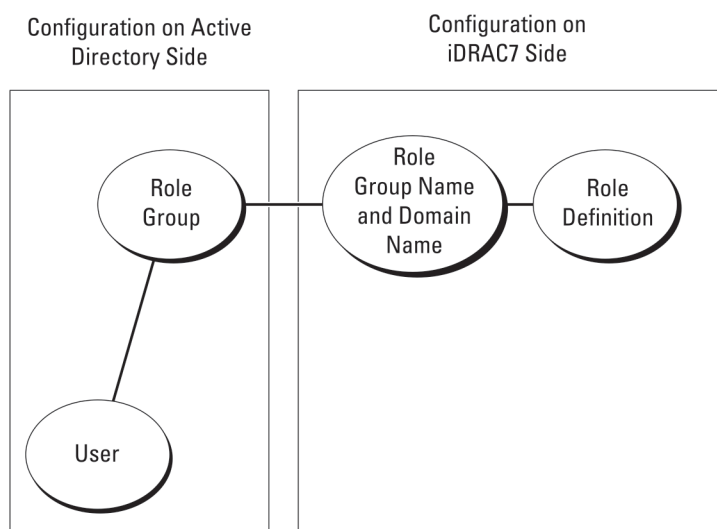 Configuration on Active
Directory Side
Configuration on
iDRAC7 Side
Role
Group
Role
Group Name
and Domain
Name
Role
Definition
User